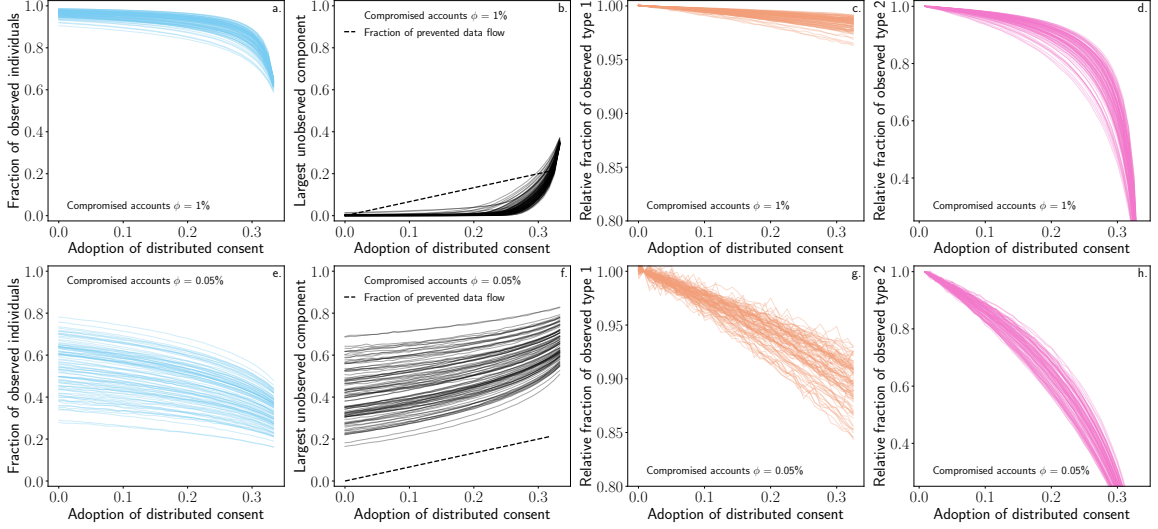 a.
Fraction of observed individuals
1.0
0.8
0.6
0.4
0.2
0.0
Compromised accounts ϕ = 1%
0.0 0.1 0.2 0.3
Adoption of distributed consent
b.
Largest unobserved component
1.0
0.8
0.6
0.4
0.2
0.0
Compromised accounts ϕ = 1%
Fraction of prevented data flow
0.0 0.1 0.2 0.3
Adoption of distributed consent
c.
Relative fraction of observed type 1
1.00
0.95
0.90
0.85
0.80
Compromised accounts ϕ = 1%
0.0 0.1 0.2 0.3
Adoption of distributed consent
d.
Relative fraction of observed type 2
1.0
0.8
0.6
0.4
Compromised accounts ϕ = 1%
0.0 0.1 0.2 0.3
Adoption of distributed consent
e.
Fraction of observed individuals
1.0
0.8
0.6
0.4
0.2
0.0
Compromised accounts ϕ = 0.05%
0.0 0.1 0.2 0.3
Adoption of distributed consent
f.
Largest unobserved component
1.0
0.8
0.6
0.4
0.2
0.0
Compromised accounts ϕ = 0.05%
Fraction of prevented data flow
0.0 0.1 0.2 0.3
Adoption of distributed consent
g.
Relative fraction of observed type 1
1.00
0.95
0.90
0.85
0.80
Compromised accounts ϕ = 0.05%
0.0 0.1 0.2 0.3
Adoption of distributed consent
h.
Relative fraction of observed type 2
1.0
0.8
0.6
0.4
Compromised accounts ϕ = 0.05%
0.0 0.1 0.2 0.3
Adoption of distributed consent